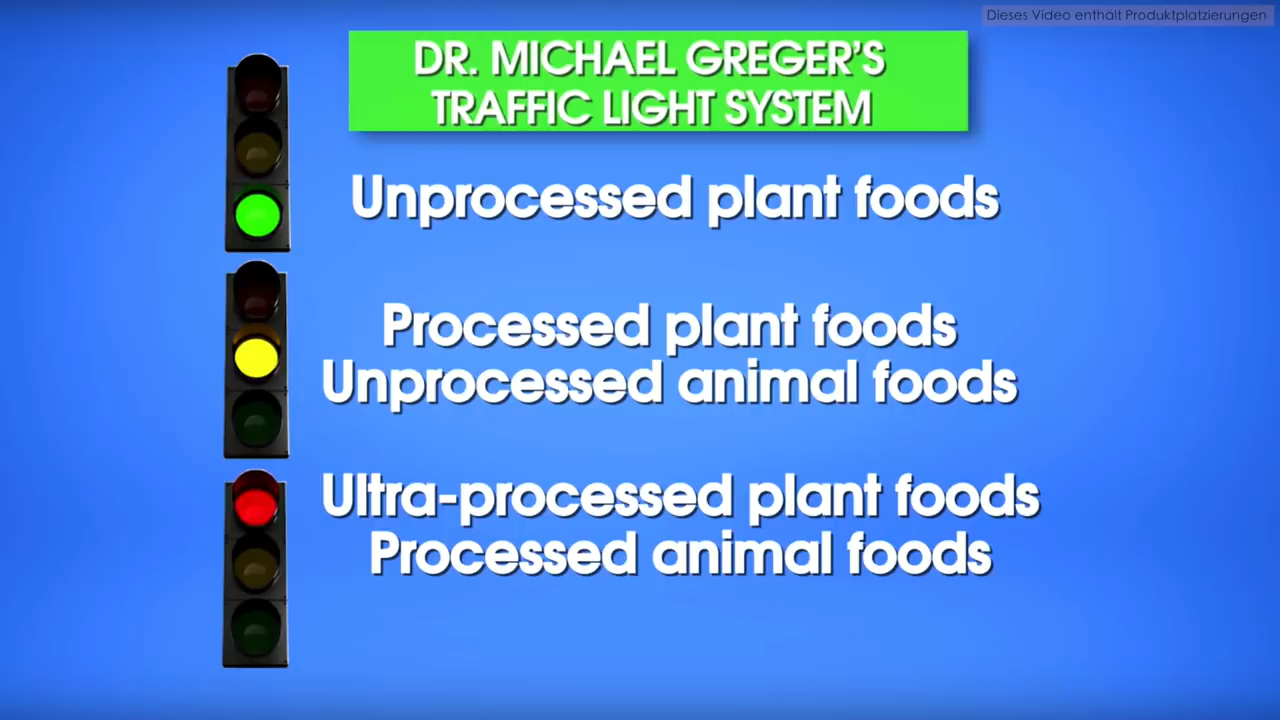 Dieses Video enthält Produktplatzierungen
DR. MICHAEL GREGER'S
TRAFFIC LIGHT SYSTEM
Unprocessed plant foods
Processed plant foods
Unprocessed animal foods
Ultra-processed plant foods
Processed animal foods